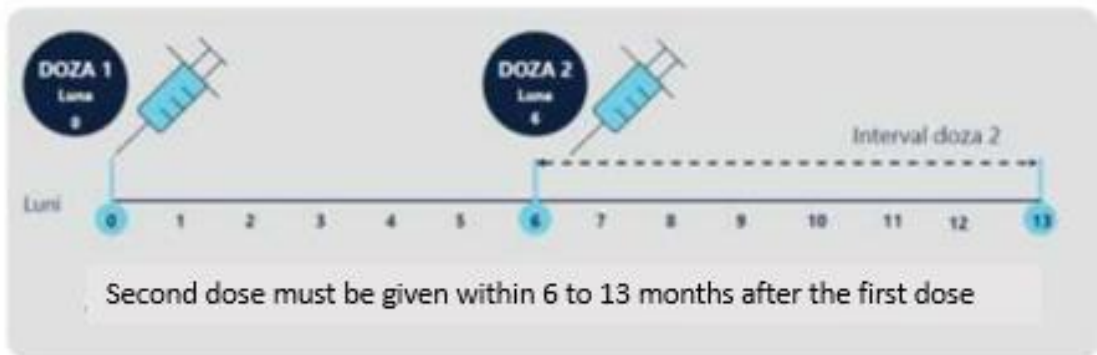 DOZA 1
Luna
0
DOZA 2
Luna
6
Interval doza 2
Luni
0 1 2 3 4 5 6 7 8 9 10 11 12 13
Second dose must be given within 6 to 13 months after the first dose